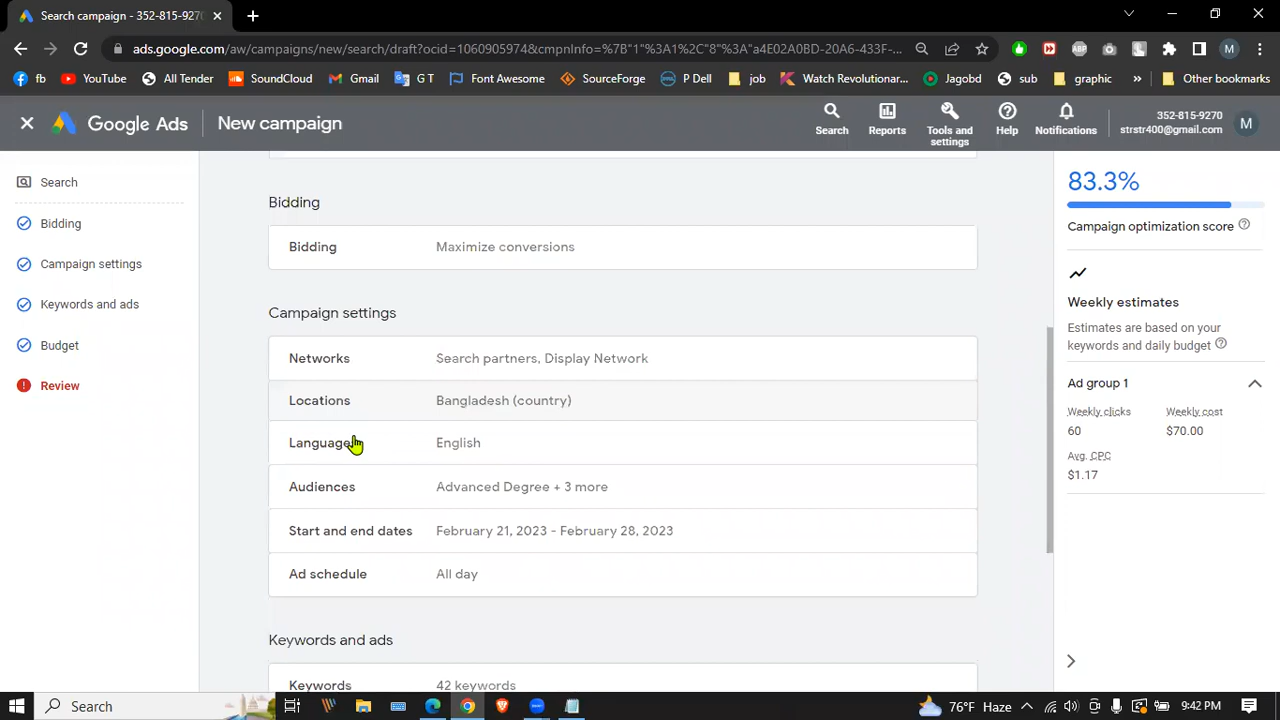 Search campaign - 352-815-9270
ads.google.com/aw/campaigns/new/search/draft?ocid=1060905974&cmpnInfo=%7B"1"%3A1%2C"8"%3A"a4E02A0BD-20A6-433F-...
fb
YouTube
All Tender
SoundCloud
Gmail
G T
Font Awesome
SourceForge
P Dell
job
Watch Revolutionar...
Jagobd
sub
graphic
»
Other bookmarks
Google Ads
New campaign
Search
Reports
Tools and settings
Help
Notifications
352-815-9270
strstr400@gmail.com
M
Search
Bidding
Campaign settings
Keywords and ads
Budget
Review
Bidding
Bidding Maximize conversions
Campaign settings
Networks Search partners, Display Network
Locations Bangladesh (country)
Language English
Audiences Advanced Degree + 3 more
Start and end dates February 21, 2023 - February 28, 2023
Ad schedule All day
Keywords and ads
Keywords 42 keywords
83.3%
Campaign optimization score
Weekly estimates
Estimates are based on your
keywords and daily budget
Ad group 1
Weekly clicks Weekly cost
60 $70.00
Avg. CPC
$1.17
Search
76°F Haze
9:42 PM